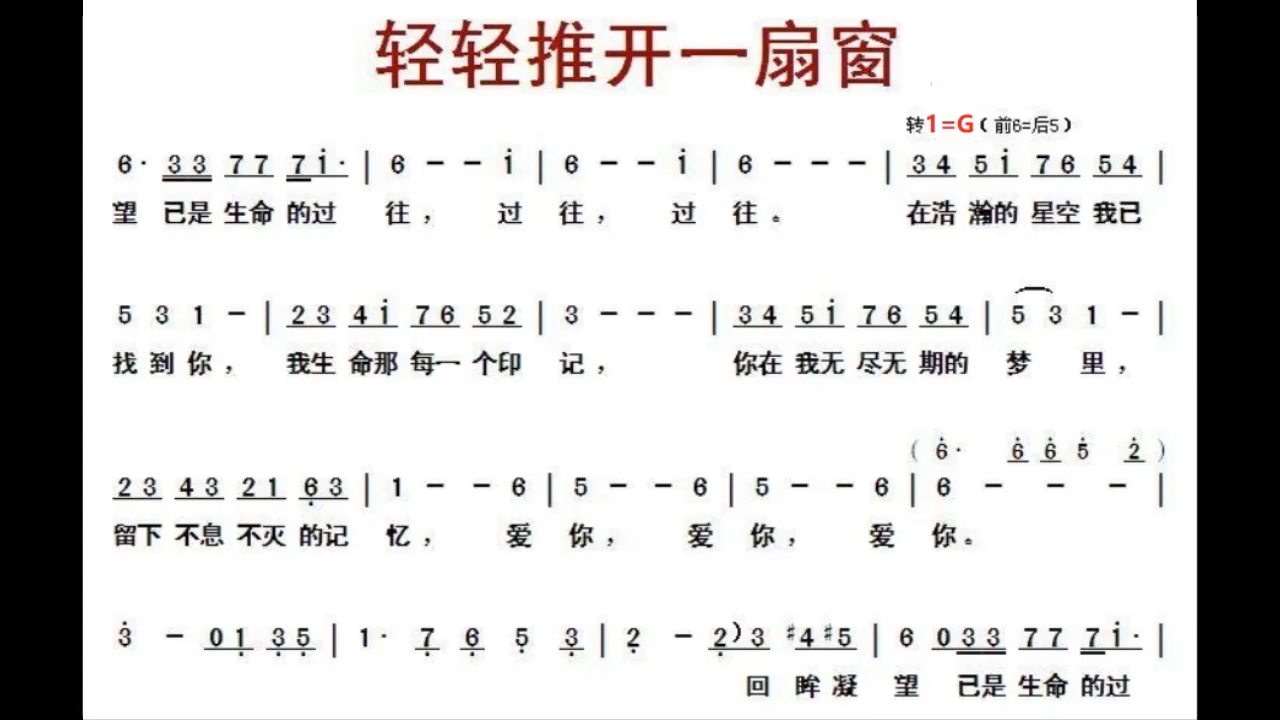 轻轻推开一扇窗
转1=G（前6=后5）
6· 33 77 7i· | 6 - - i | 6 - - i | 6 - - - | 34 5i 76 54 |
望 已是 生命 的过 往， 过 往， 过 往。 在浩 瀚的 星空 我已
5 3 1 - | 23 4i 76 52 | 3 - - - | 34 5i 76 54 | 5 3 1 - |
找 到 你， 我生 命那 每一 个印 记， 你在 我无 尽无 期的 梦 里，
（ 6· 6 6 5 2 ）
23 43 21 63 | 1 - - 6 | 5 - - 6 | 5 - - 6 | 6 - - - |
留下 不息 不灭 的记 忆， 爱 你， 爱 你， 爱 你。
3 - 01 35 | 1· 7 6 5 3 | 2 - 2）3 #4 #5 | 6 033 77 7i· |
回 眸 凝 望 已是 生命 的过